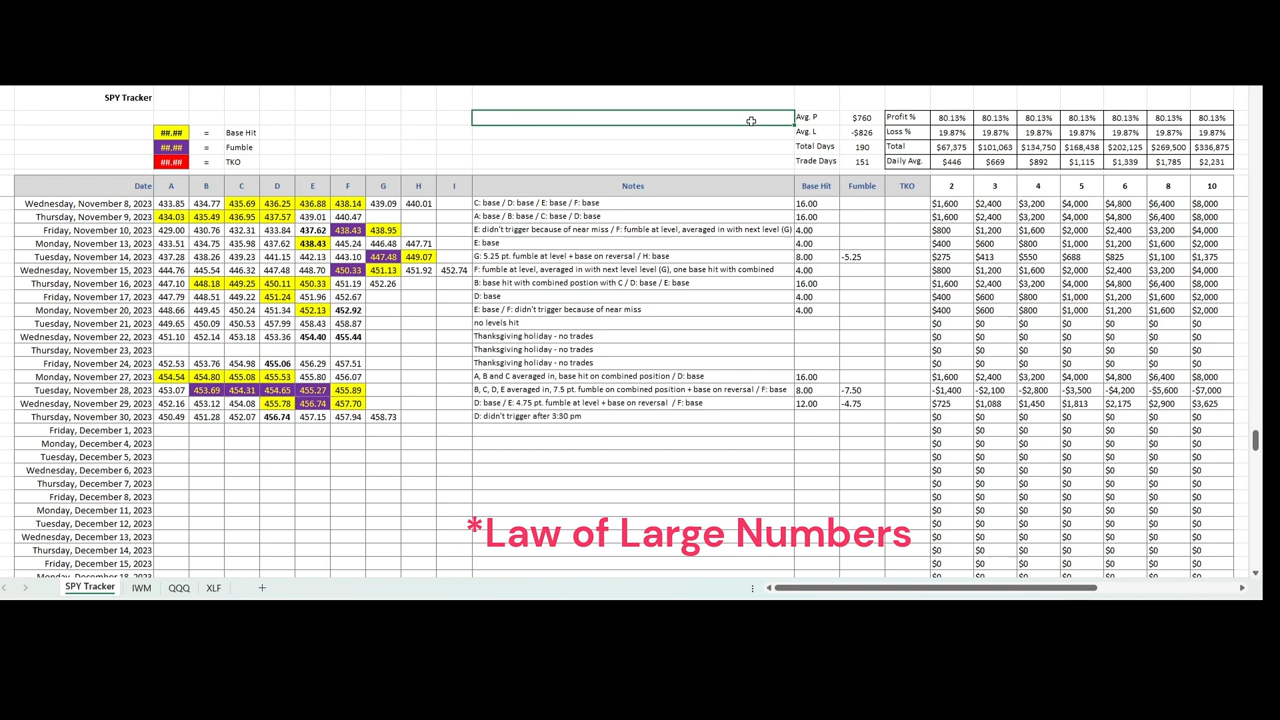 SPY Tracker
Avg. P $760 Profit % 80.13% 80.13% 80.13% 80.13% 80.13% 80.13% 80.13%
##.## = Base Hit Avg. L -$826 Loss % 19.87% 19.87% 19.87% 19.87% 19.87% 19.87% 19.87%
##.## = Fumble Total Days 190 Total $67,375 $101,063 $134,750 $168,438 $202,125 $269,500 $336,875
##.## = TKO Trade Days 151 Daily Avg. $446 $669 $892 $1,115 $1,339 $1,785 $2,231
Date A B C D E F G H I Notes Base Hit Fumble TKO 2 3 4 5 6 8 10
Wednesday, November 8, 2023 433.85 434.77 435.69 436.25 436.88 438.14 439.09 440.01 C: base / D: base / E: base / F: base 16.00 $1,600 $2,400 $3,200 $4,000 $4,800 $6,400 $8,000
Thursday, November 9, 2023 434.03 435.49 436.95 437.57 439.01 440.47 A: base / B: base / C: base / D: base 16.00 $1,600 $2,400 $3,200 $4,000 $4,800 $6,400 $8,000
Friday, November 10, 2023 429.00 430.76 432.31 433.84 437.62 438.43 438.95 E: didn't trigger because of near miss / F: fumble at level, averaged in with next level (G) 4.00 $800 $1,200 $1,600 $2,000 $2,400 $3,200 $4,000
Monday, November 13, 2023 433.51 434.75 435.98 437.62 438.43 445.24 446.48 447.71 E: base 4.00 $400 $600 $800 $1,000 $1,200 $1,600 $2,000
Tuesday, November 14, 2023 437.28 438.26 439.23 441.15 442.13 443.10 447.48 449.07 G: 5.25 pt. fumble at level + base on reversal / H: base 8.00 -5.25 $275 $413 $550 $688 $825 $1,100 $1,375
Wednesday, November 15, 2023 444.76 445.54 446.32 447.48 448.70 450.33 451.13 451.92 452.74 F: fumble at level, averaged in with next level level (G), one base hit with combined 4.00 $800 $1,200 $1,600 $2,000 $2,400 $3,200 $4,000
Thursday, November 16, 2023 447.10 448.18 449.25 450.11 450.33 451.19 452.26 B: base hit with combined postion with C / D: base / E: base 16.00 $1,600 $2,400 $3,200 $4,000 $4,800 $6,400 $8,000
Friday, November 17, 2023 447.79 448.51 449.22 451.24 451.96 452.67 D: base 4.00 $400 $600 $800 $1,000 $1,200 $1,600 $2,000
Monday, November 20, 2023 448.66 449.45 450.24 451.34 452.13 452.92 E: base / F: didn't trigger because of near miss 4.00 $400 $600 $800 $1,000 $1,200 $1,600 $2,000
Tuesday, November 21, 2023 449.65 450.09 450.53 457.99 458.43 458.87 no levels hit $0 $0 $0 $0 $0 $0 $0
Wednesday, November 22, 2023 451.10 452.14 453.18 453.36 454.40 455.44 Thanksgiving holiday - no trades $0 $0 $0 $0 $0 $0 $0
Thursday, November 23, 2023 Thanksgiving holiday - no trades $0 $0 $0 $0 $0 $0 $0
Friday, November 24, 2023 452.53 453.76 454.98 455.06 456.29 457.51 Thanksgiving holiday - no trades $0 $0 $0 $0 $0 $0 $0
Monday, November 27, 2023 454.54 454.80 455.08 455.53 455.80 456.07 A, B and C averaged in, base hit on combined position / D: base 16.00 $1,600 $2,400 $3,200 $4,000 $4,800 $6,400 $8,000
Tuesday, November 28, 2023 453.07 453.69 454.31 454.65 455.27 455.89 B, C, D, E averaged in, 7.5 pt. fumble on combined position + base on reversal / F: base 8.00 -7.50 -$1,400 -$2,100 -$2,800 -$3,500 -$4,200 -$5,600 -$7,000
Wednesday, November 29, 2023 452.16 453.12 454.08 455.78 456.74 457.70 D: base / E: 4.75 pt. fumble at level + base on reversal / F: base 12.00 -4.75 $725 $1,088 $1,450 $1,813 $2,175 $2,900 $3,625
Thursday, November 30, 2023 450.49 451.28 452.07 456.74 457.15 457.94 458.73 D: didn't trigger after 3:30 pm $0 $0 $0 $0 $0 $0 $0
Friday, December 1, 2023 $0 $0 $0 $0 $0 $0 $0
Monday, December 4, 2023 $0 $0 $0 $0 $0 $0 $0
Tuesday, December 5, 2023 $0 $0 $0 $0 $0 $0 $0
Wednesday, December 6, 2023 $0 $0 $0 $0 $0 $0 $0
Thursday, December 7, 2023 $0 $0 $0 $0 $0 $0 $0
Friday, December 8, 2023 $0 $0 $0 $0 $0 $0 $0
Monday, December 11, 2023 $0 $0 $0 $0 $0 $0 $0
Tuesday, December 12, 2023 $0 $0 $0 $0 $0 $0 $0
Wednesday, December 13, 2023 $0 $0 $0 $0 $0 $0 $0
*Law of Large Numbers
Thursday, December 14, 2023 $0 $0 $0 $0 $0 $0 $0
Friday, December 15, 2023 $0 $0 $0 $0 $0 $0 $0
Monday, December 18, 2023 $0 $0 $0 $0 $0 $0 $0
SPY Tracker IWM QQQ XLF +